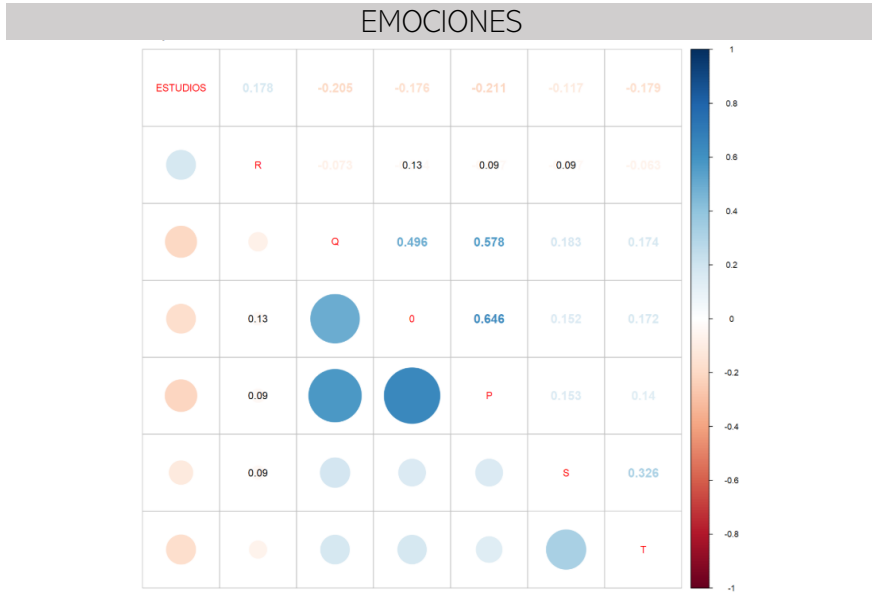 EMOCIONES
1
ESTUDIOS 0.178 -0.205 -0.176 -0.211 -0.117 -0.179
0.8
R -0.073 0.13 0.09 0.09 -0.063
0.6
0.4
Q 0.496 0.578 0.183 0.174
0.2
0.13 0 0.646 0.152 0.172
0
-0.2
0.09 P 0.153 0.14
-0.4
0.09 S 0.326
-0.6
-0.8
T
-1